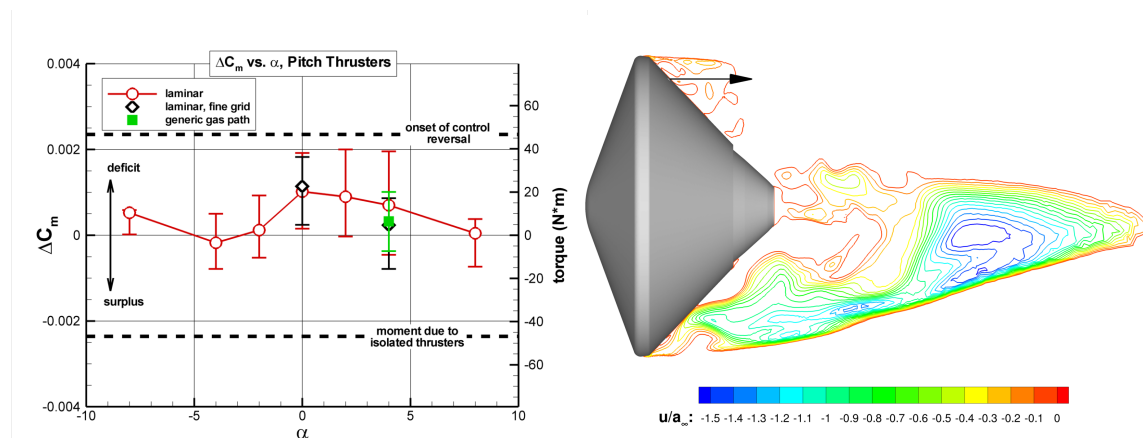 ΔCm vs. α, Pitch Thrusters
laminar
laminar, fine grid
generic gas path
onset of control
reversal
deficit
surplus
moment due to
isolated thrusters
0.004
0.002
0
-0.002
-0.004
ΔCm
-10
-5
0
5
10
α
60
40
20
0
-20
-40
-60
torque (N*m)
u/a∞: -1.5 -1.4 -1.3 -1.2 -1.1 -1 -0.9 -0.8 -0.7 -0.6 -0.5 -0.4 -0.3 -0.2 -0.1 0